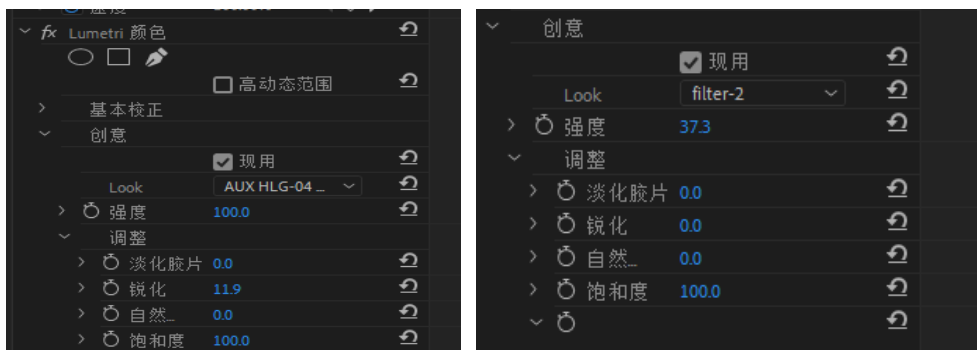 fx Lumetri 颜色
高动态范围
基本校正
创意
现用
Look AUX HLG-04 _
强度 100.0
调整
淡化胶片 0.0
锐化 11.9
自然_ 0.0
饱和度 100.0
创意
现用
Look filter-2
强度 37.3
调整
淡化胶片 0.0
锐化 0.0
自然_ 0.0
饱和度 100.0